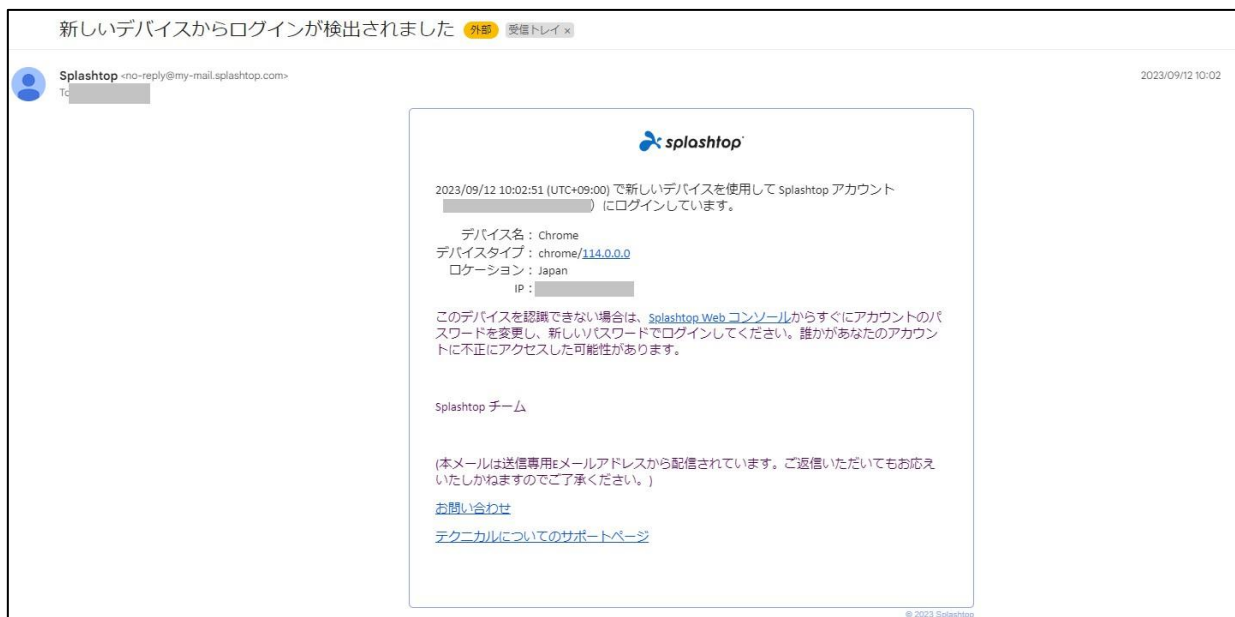 新しいデバイスからログインが検出されました 外部 受信トレイ ×
Splashtop <no-reply@my-mail.splashtop.com>
2023/09/12 10:02
To
splashtop
2023/09/12 10:02:51 (UTC+09:00) で新しいデバイスを使用して Splashtop アカウント
）にログインしています。
デバイス名： Chrome
デバイスタイプ： chrome/114.0.0.0
ロケーション： Japan
IP：
このデバイスを認識できない場合は、Splashtop Web コンソールからすぐにアカウントのパ
スワードを変更し、新しいパスワードでログインしてください。誰かがあなたのアカウン
トに不正にアクセスした可能性があります。
Splashtop チーム
(本メールは送信専用Eメールアドレスから配信されています。ご返信いただいてもお応え
いたしかねますのでご了承ください。)
お問い合わせ
テクニカルについてのサポートページ
© 2023 Splashtop